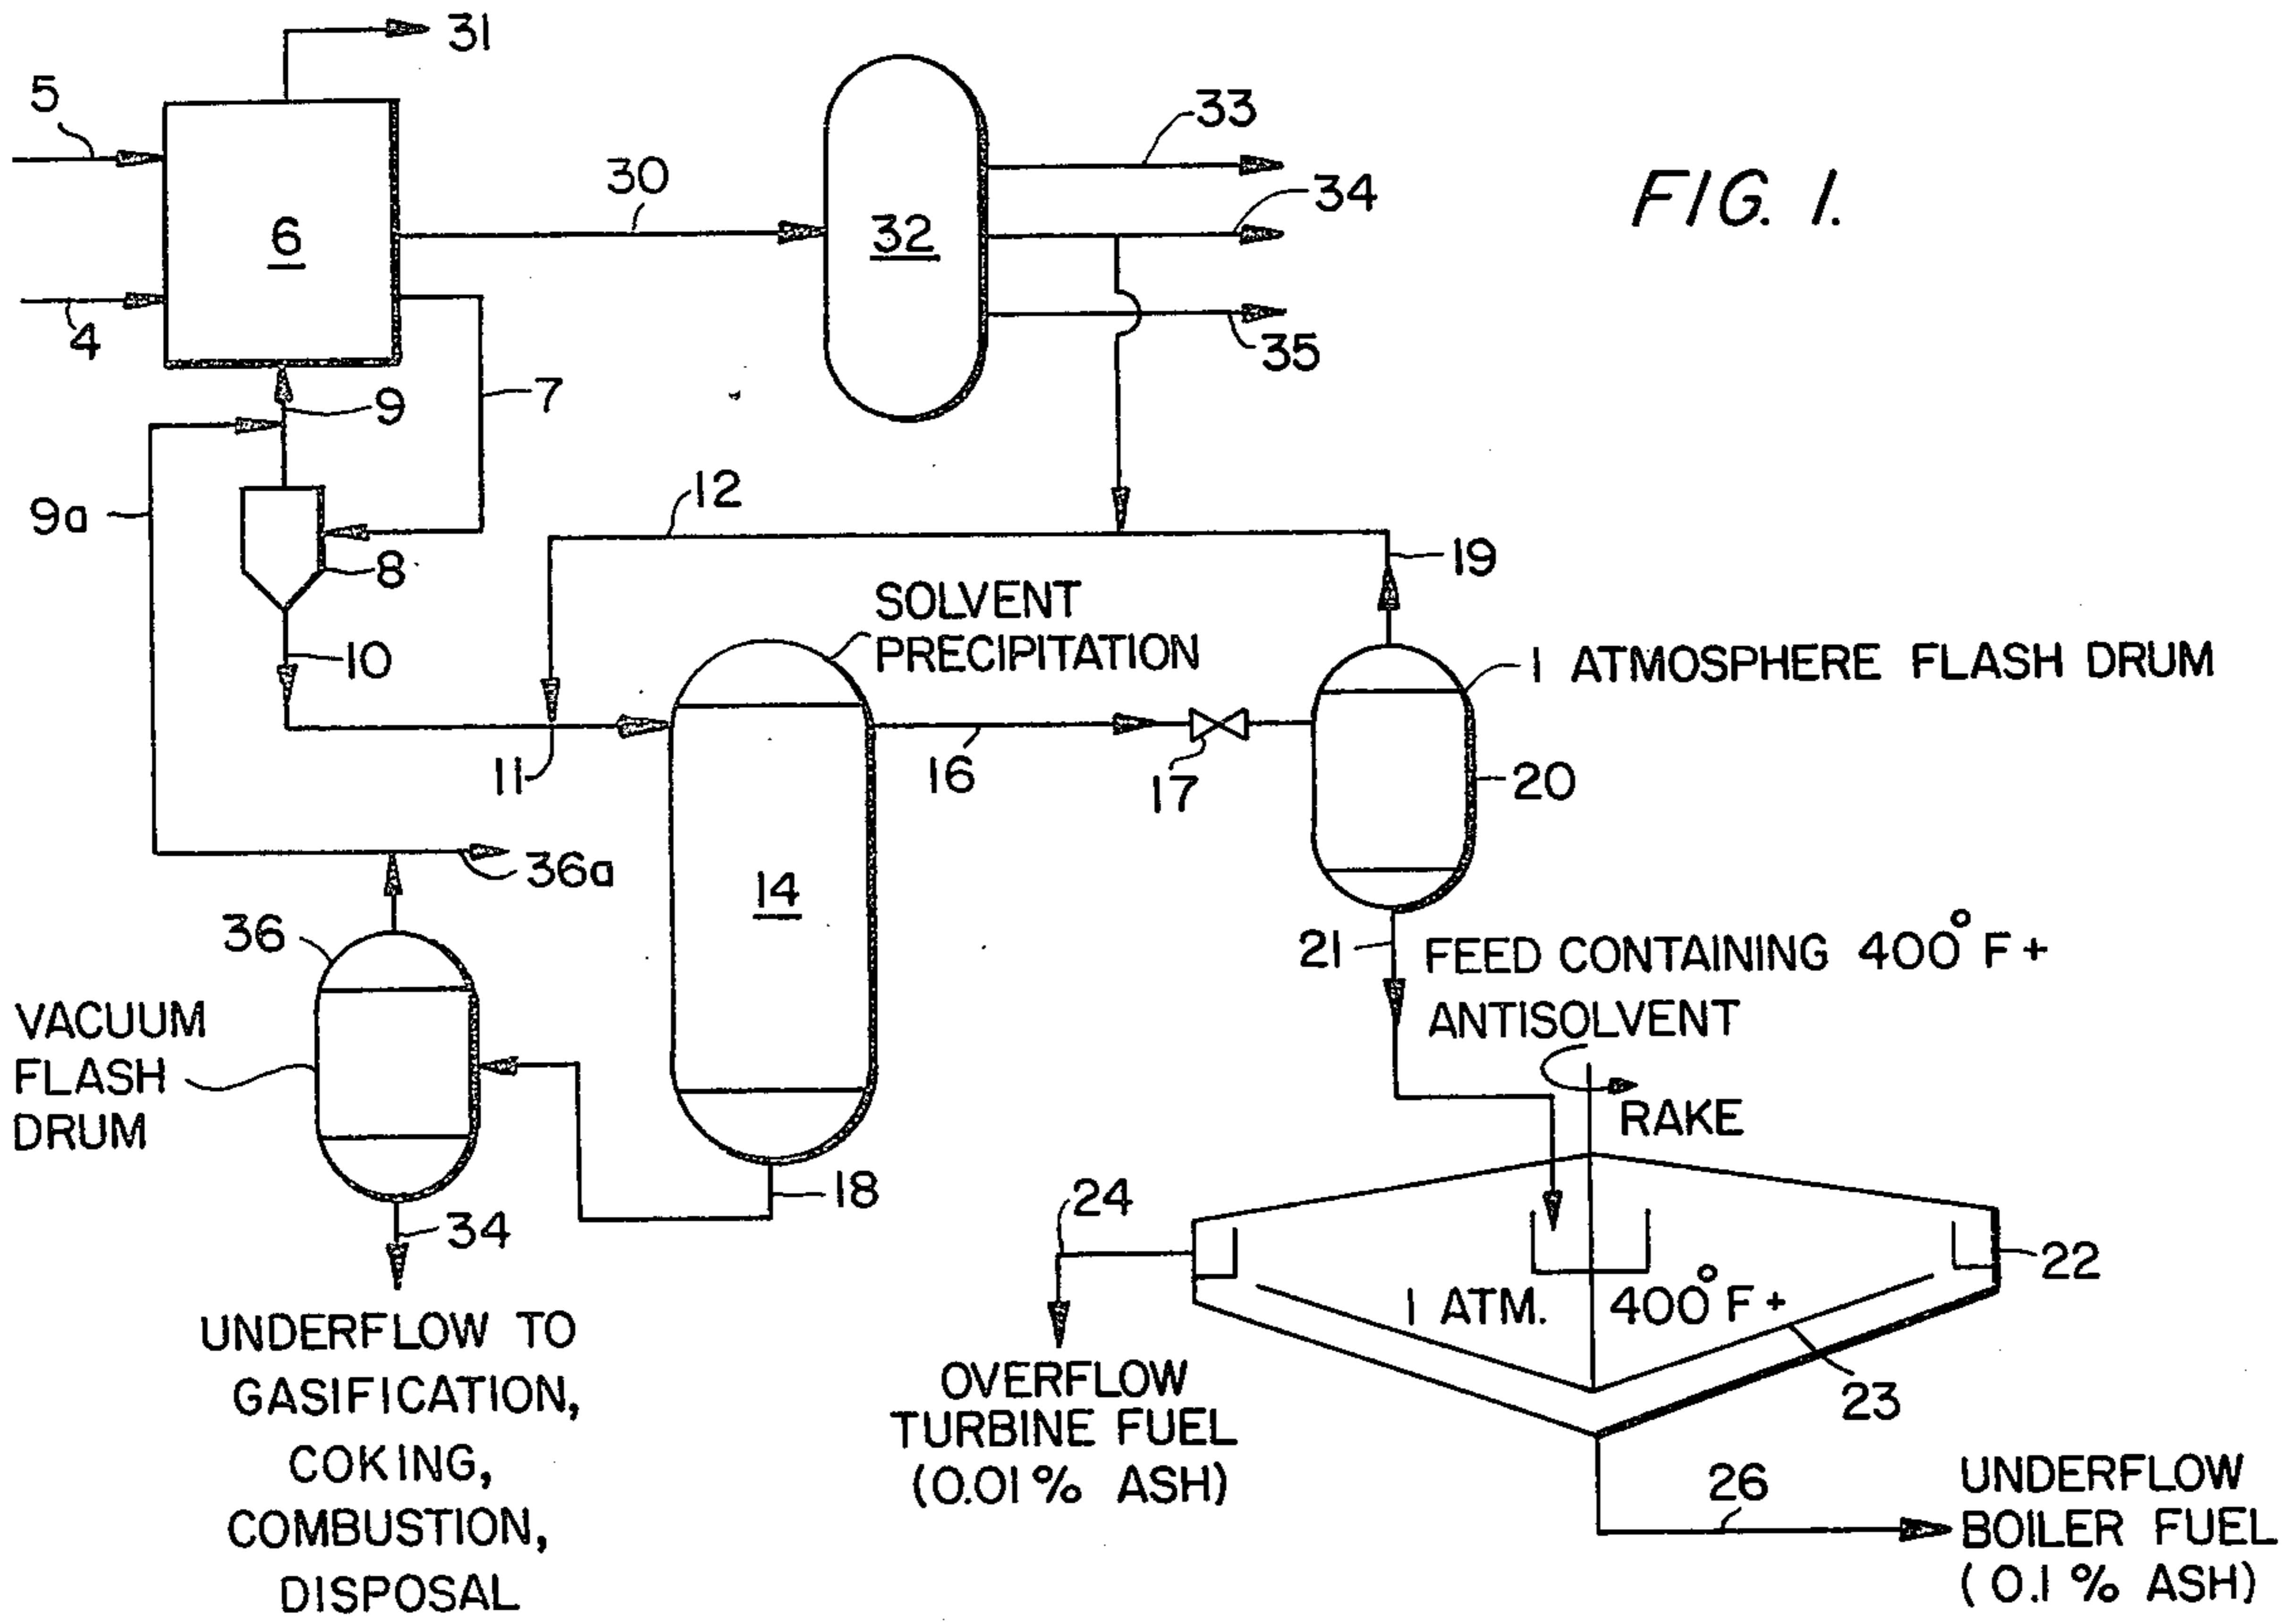 31
5
33
30
34
FIG. 1.
6
32
4
35
9
7
9a
12
8
19
SOLVENT
PRECIPITATION
10
1 ATMOSPHERE FLASH DRUM
11
16
17
20
36a
14
36
21
FEED CONTAINING 400°F+
ANTISOLVENT
VACUUM
FLASH
DRUM
RAKE
18
24
34
22
1 ATM. 400°F+
UNDERFLOW TO
GASIFICATION,
COKING,
COMBUSTION,
DISPOSAL
OVERFLOW
TURBINE FUEL
(0.01% ASH)
23
26
UNDERFLOW
BOILER FUEL
(0.1% ASH)